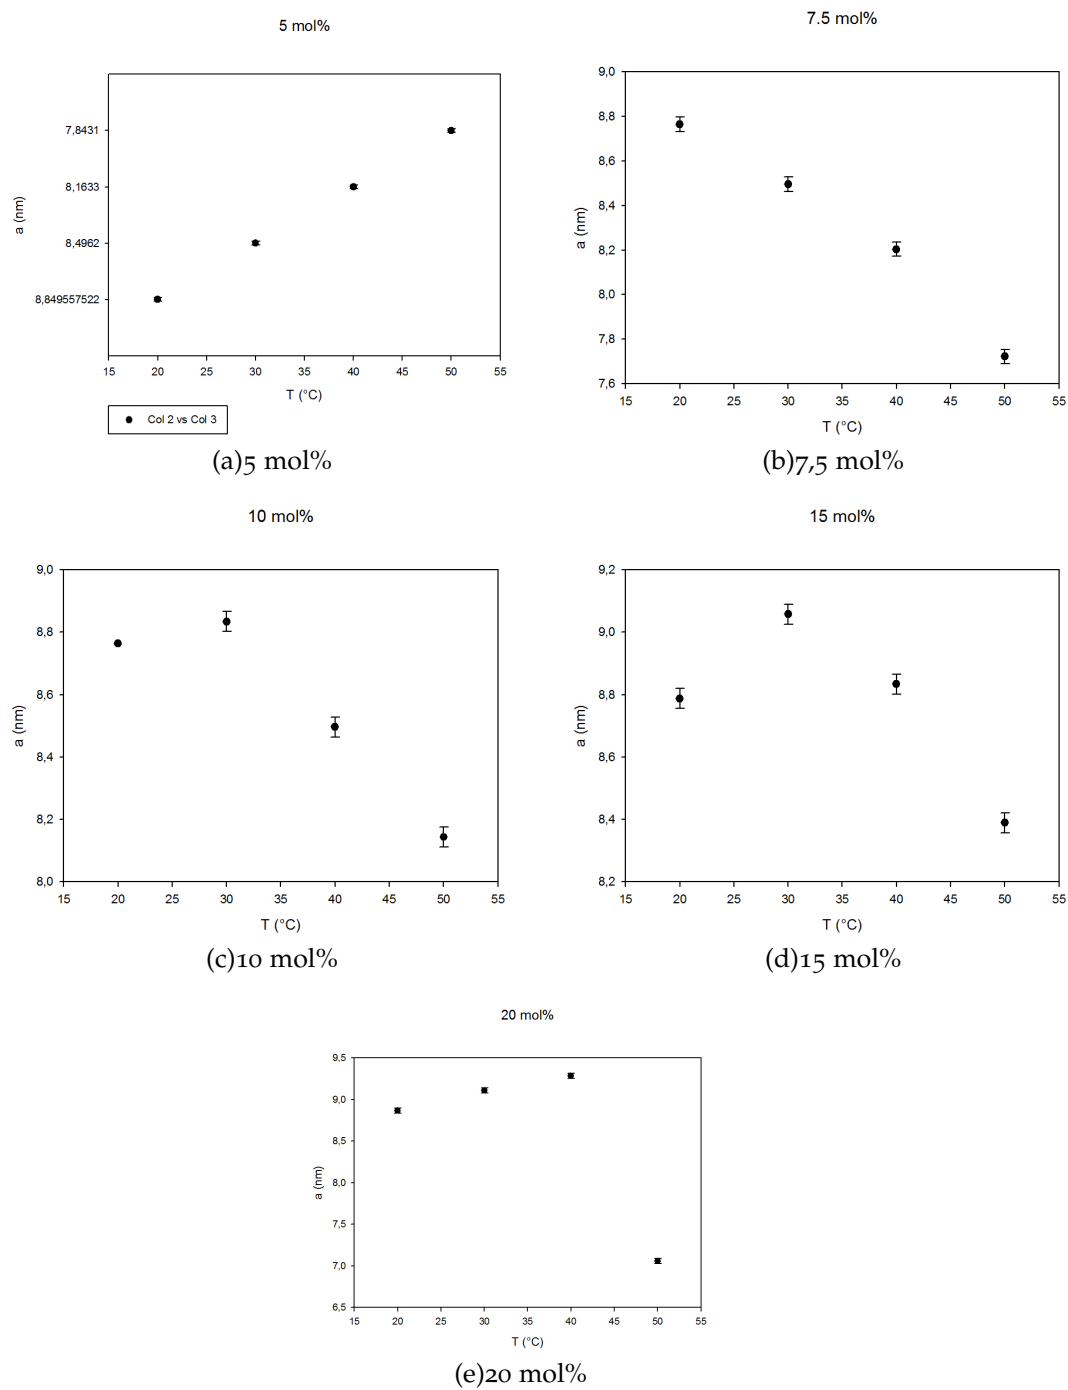 5 mol%
a (nm)
7,8431
8,1633
8,4962
8,849557522
15 20 25 30 35 40 45 50 55
T (°C)
Col 2 vs Col 3
(a)5 mol%
7.5 mol%
a (nm)
9,0
8,8
8,6
8,4
8,2
8,0
7,8
7,6
15 20 25 30 35 40 45 50 55
T (°C)
(b)7,5 mol%
10 mol%
a (nm)
9,0
8,8
8,6
8,4
8,2
8,0
15 20 25 30 35 40 45 50 55
T (°C)
(c)10 mol%
15 mol%
a (nm)
9,2
9,0
8,8
8,6
8,4
8,2
15 20 25 30 35 40 45 50 55
T (°C)
(d)15 mol%
20 mol%
a (nm)
9,5
9,0
8,5
8,0
7,5
7,0
6,5
15 20 25 30 35 40 45 50 55
T (°C)
(e)20 mol%